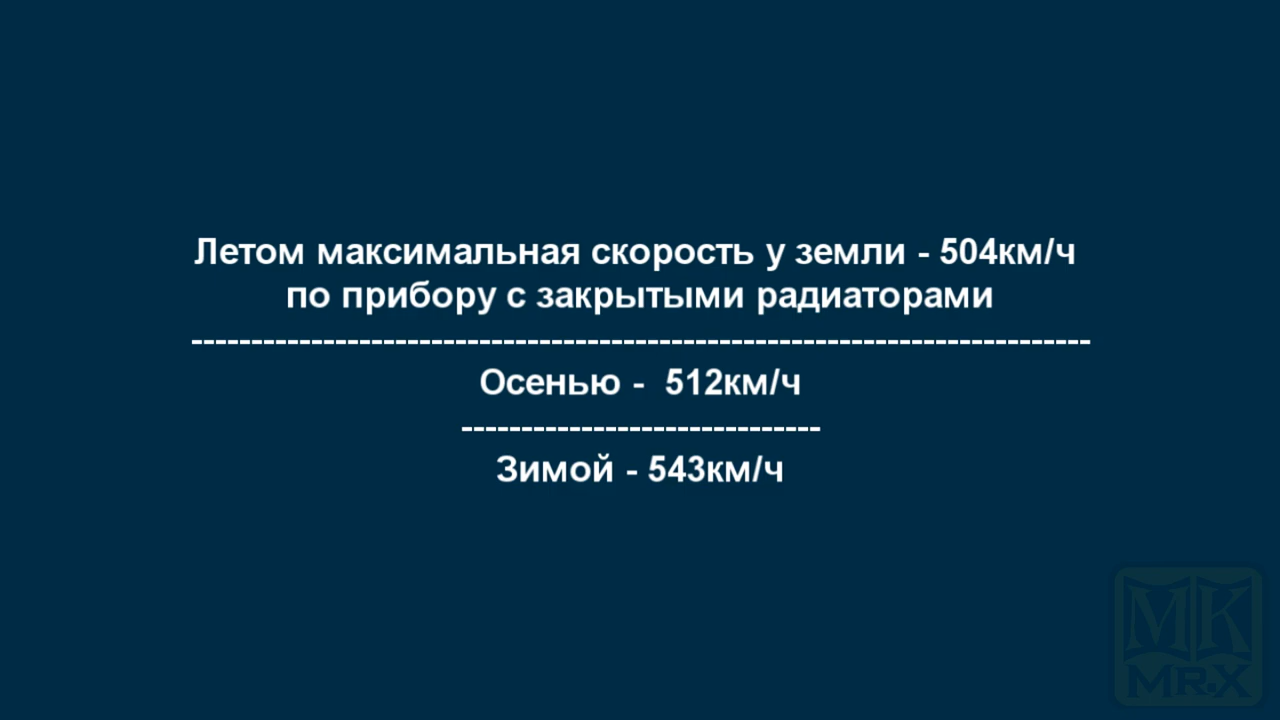 Летом максимальная скорость у земли - 504км/ч
по прибору с закрытыми радиаторами
---------------------------------------------------------------------------
Осенью -  512км/ч
------------------------------
Зимой - 543км/ч
MK
MR.X